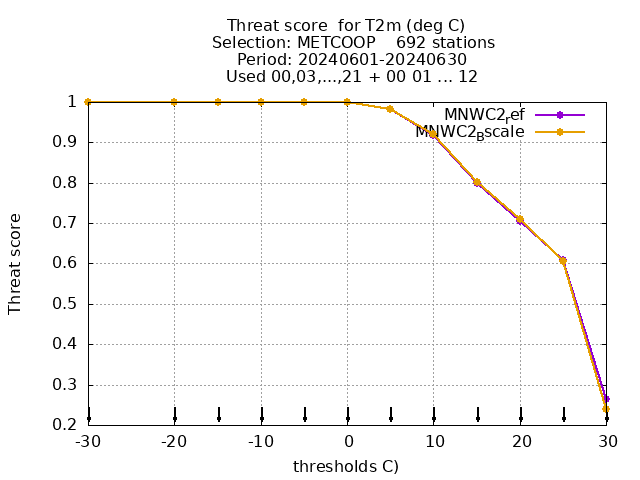 Threat score  for T2m (deg C)
Selection: METCOOP    692 stations
Period: 20240601-20240630
Used 00,03,...,21 + 00 01 ... 12
MNWC2ref
MNWC2Bscale
Threat score
1
0.9
0.8
0.7
0.6
0.5
0.4
0.3
0.2
-30
-20
-10
0
10
20
30
thresholds C)